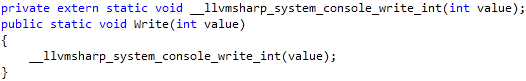 private extern static void __llvmsharp_system_console_write_int(int value);
public static void Write(int value)
{
    __llvmsharp_system_console_write_int(value);
}